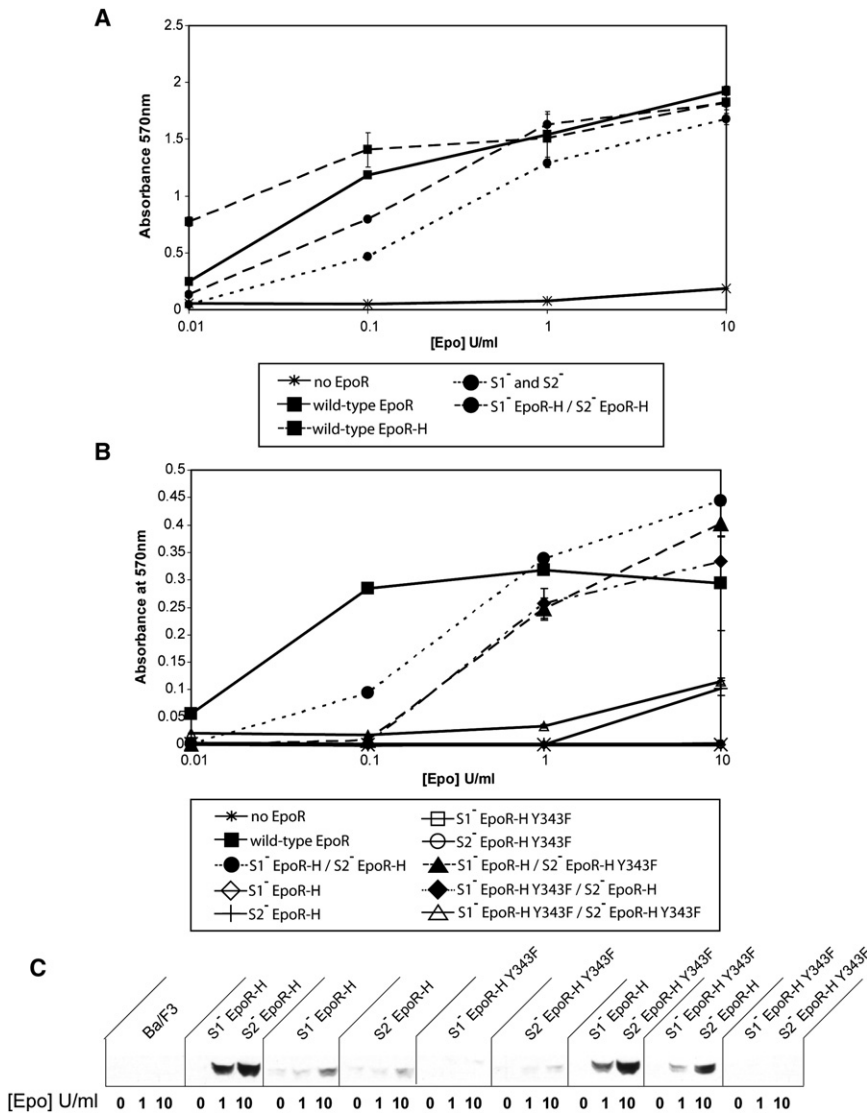 A
Absorbance 570nm
2.5
2
1.5
1
0.5
0
0.01 0.1 1 10
[Epo] U/ml
no EpoR
wild-type EpoR
wild-type EpoR-H
S1⁻ and S2⁻
S1⁻ EpoR-H / S2⁻ EpoR-H
B
Absorbance at 570nm
0.5
0.45
0.4
0.35
0.3
0.25
0.2
0.15
0.1
0.05
0
0.01 0.1 1 10
[Epo] U/ml
no EpoR
wild-type EpoR
S1⁻ EpoR-H / S2⁻ EpoR-H
S1⁻ EpoR-H
S2⁻ EpoR-H
S1⁻ EpoR-H Y343F
S2⁻ EpoR-H Y343F
S1⁻ EpoR-H / S2⁻ EpoR-H Y343F
S1⁻ EpoR-H Y343F / S2⁻ EpoR-H
S1⁻ EpoR-H Y343F / S2⁻ EpoR-H Y343F
C
Ba/F3
S1⁻ EpoR-H
S2⁻ EpoR-H
S1⁻ EpoR-H
S2⁻ EpoR-H
S1⁻ EpoR-H Y343F
S2⁻ EpoR-H Y343F
S1⁻ EpoR-H
S2⁻ EpoR-H Y343F
S1⁻ EpoR-H Y343F
S2⁻ EpoR-H
S1⁻ EpoR-H Y343F
S2⁻ EpoR-H Y343F
[Epo] U/ml 0 1 10 0 1 10 0 1 10 0 1 10 0 1 10 0 1 10 0 1 10 0 1 10 0 1 10